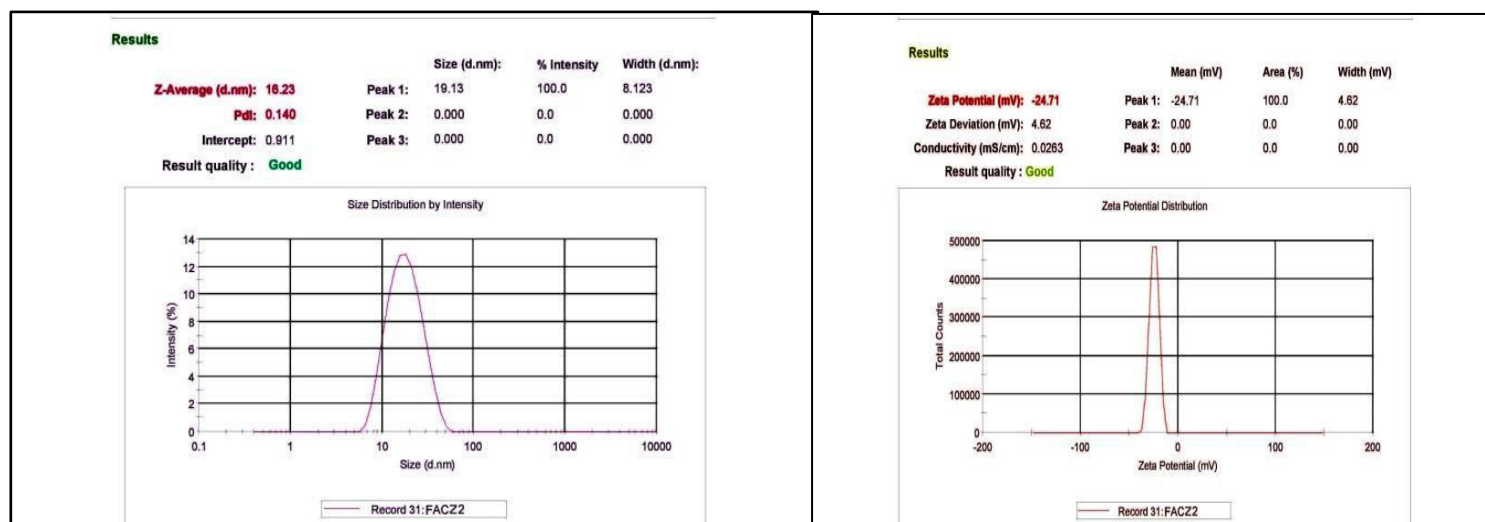 Results
Size (d.nm): % Intensity Width (d.nm):
Z-Average (d.nm): 16.23 Peak 1: 19.13 100.0 8.123
PdI: 0.140 Peak 2: 0.000 0.0 0.000
Intercept: 0.911 Peak 3: 0.000 0.0 0.000
Result quality : Good
Size Distribution by Intensity
14
12
10
8
6
4
2
0
Intensity (%)
0.1 1 10 100 1000 10000
Size (d.nm)
Record 31:FACZ2
Results
Mean (mV) Area (%) Width (mV)
Zeta Potential (mV): -24.71 Peak 1: -24.71 100.0 4.62
Zeta Deviation (mV): 4.62 Peak 2: 0.00 0.0 0.00
Conductivity (mS/cm): 0.0263 Peak 3: 0.00 0.0 0.00
Result quality : Good
Zeta Potential Distribution
500000
400000
300000
200000
100000
0
Total Counts
-200 -100 0 100 200
Zeta Potential (mV)
Record 31:FACZ2